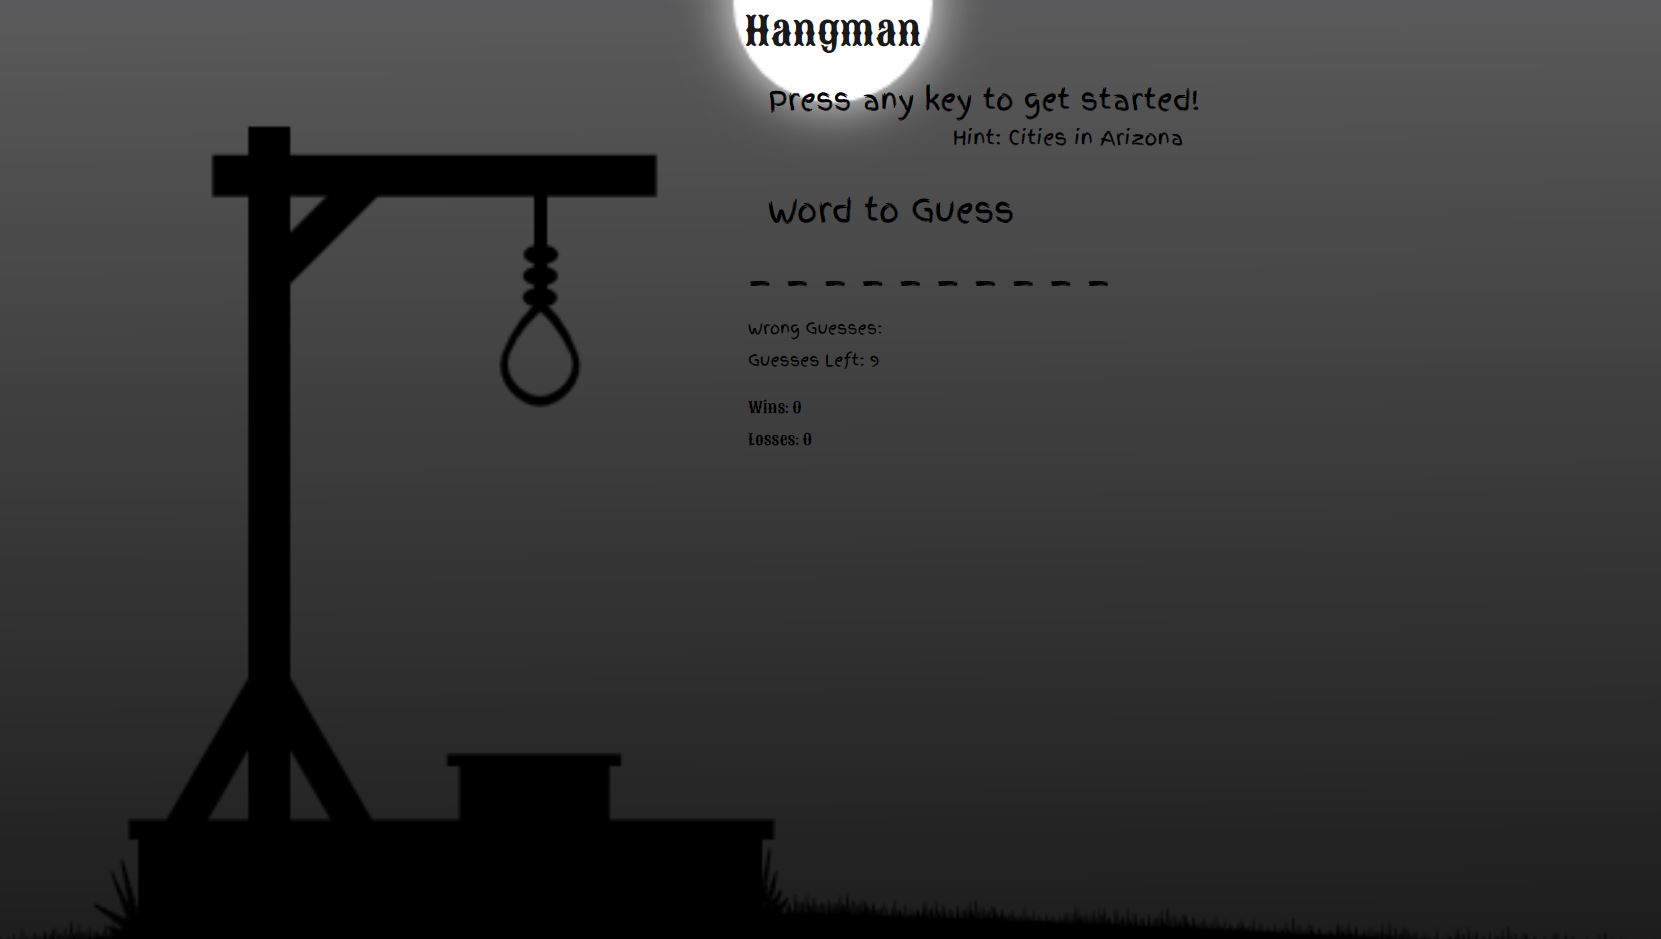 Hangman
Press any key to get started!
Hint: Cities in Arizona
Word to Guess
_ _ _ _ _ _ _ _ _ _
Wrong Guesses:
Guesses Left: 9
Wins: 0
Losses: 0